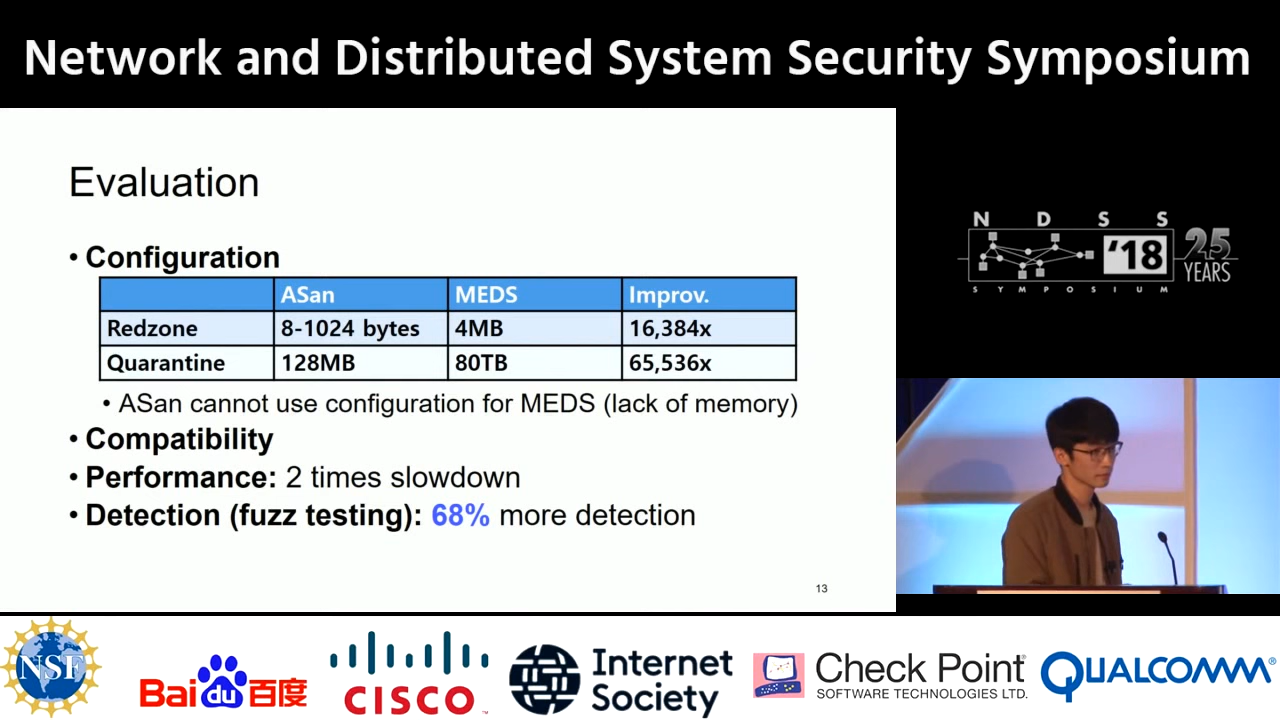 Network and Distributed System Security Symposium
Evaluation
• Configuration
ASan MEDS Improv.
Redzone 8-1024 bytes 4MB 16,384x
Quarantine 128MB 80TB 65,536x
• ASan cannot use configuration for MEDS (lack of memory)
• Compatibility
• Performance: 2 times slowdown
• Detection (fuzz testing): 68% more detection
13
N D S S
'18
25
YEARS
S Y M P O S I U M
NSF
Bai du 百度
CISCO
Internet
Society
Check Point
SOFTWARE TECHNOLOGIES LTD.
QUALCOMM